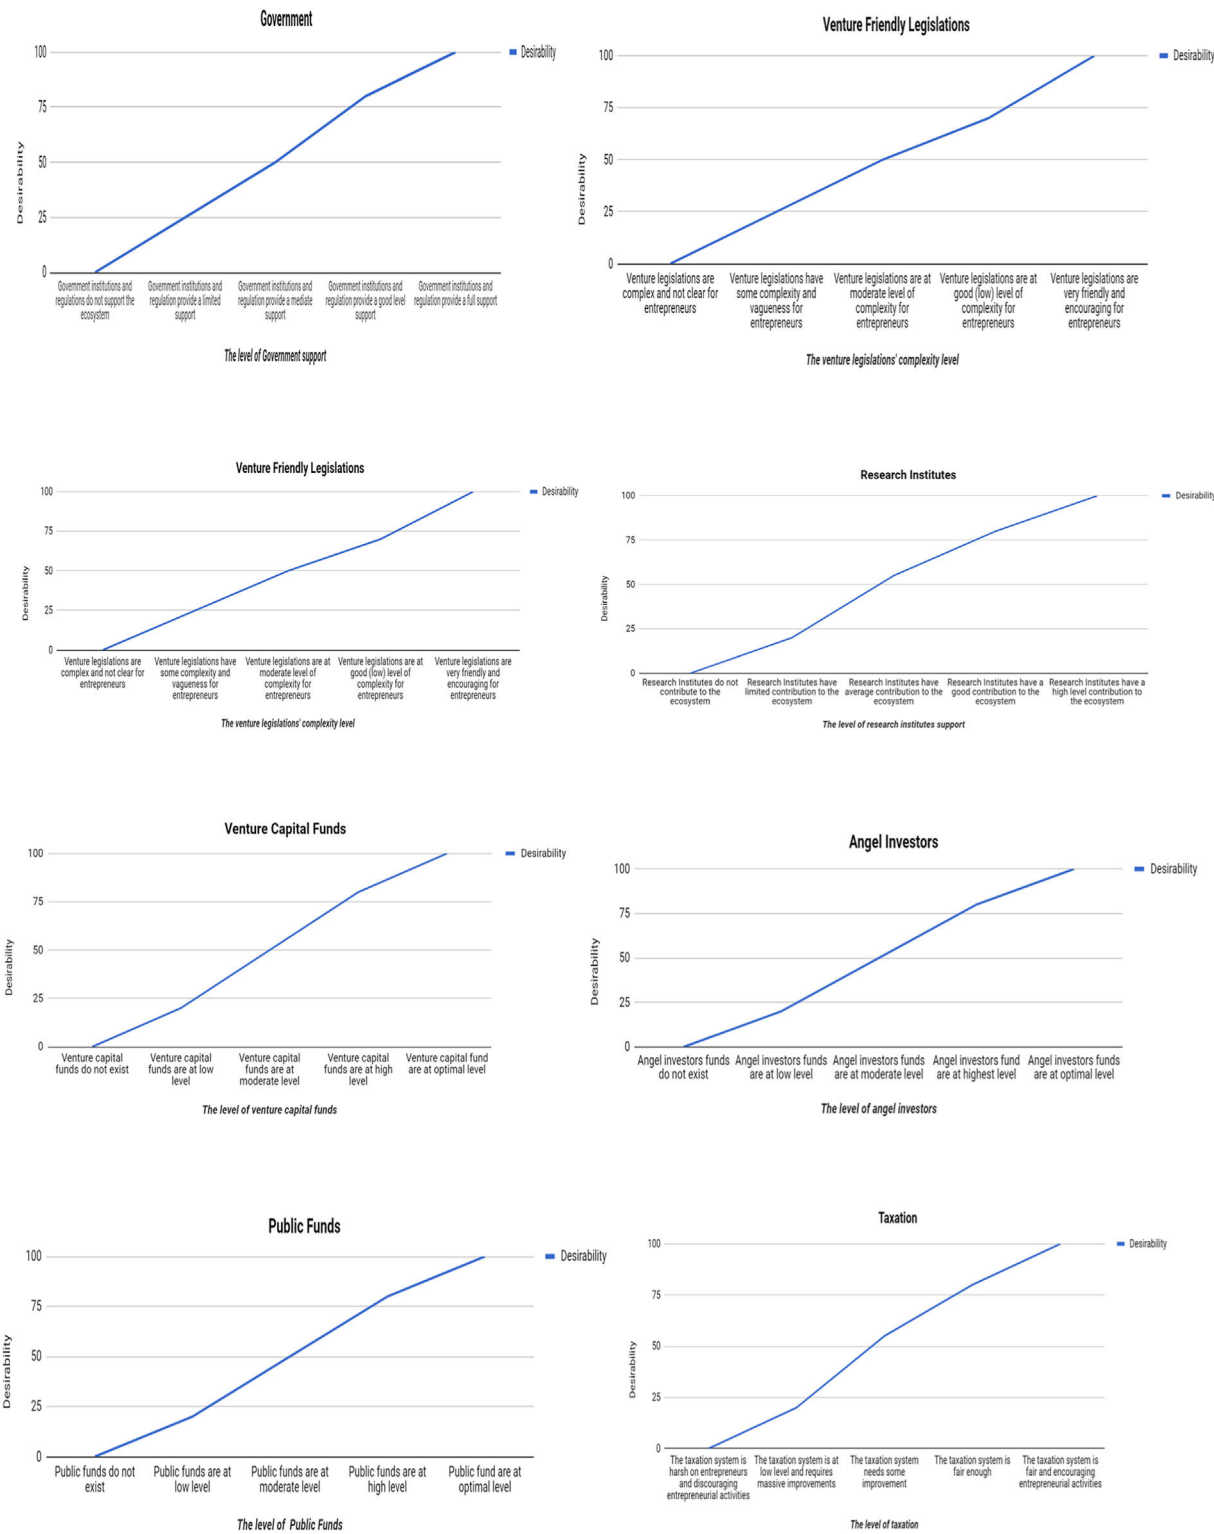 Government
Desirability
100
75
50
25
0
Desirability
Government institutions and
regulations do not support the
ecosystem
Government institutions and
regulation provide a limited
support
Government institutions and
regulation provide a mediate
support
Government institutions and
regulation provide a good level
support
Government institutions and
regulation provide a full support
The level of Government support
Venture Friendly Legislations
Desirability
100
75
50
25
0
Desirability
Venture legislations are
complex and not clear for
entrepreneurs
Venture legislations have
some complexity and
vagueness for
entrepreneurs
Venture legislations are at
moderate level of
complexity for
entrepreneurs
Venture legislations are at
good (low) level of
complexity for
entrepreneurs
Venture legislations are
very friendly and
encouraging for
entrepreneurs
The venture legislations' complexity level
Venture Friendly Legislations
Desirability
100
75
50
25
0
Desirability
Venture legislations are
complex and not clear for
entrepreneurs
Venture legislations have
some complexity and
vagueness for
entrepreneurs
Venture legislations are at
moderate level of
complexity for
entrepreneurs
Venture legislations are at
good (low) level of
complexity for
entrepreneurs
Venture legislations are
very friendly and
encouraging for
entrepreneurs
The venture legislations' complexity level
Research Institutes
Desirability
100
75
50
25
0
Desirability
Research Institutes do not
contribute to the
ecosystem
Research Institutes have
limited contribution to the
ecosystem
Research Institutes have
average contribution to the
ecosystem
Research Institutes have a
good contribution to the
ecosystem
Research Institutes have a
high level contribution to
the ecosystem
The level of research institutes support
Venture Capital Funds
Desirability
100
75
50
25
0
Desirability
Venture capital
funds do not exist
Venture capital
funds are at low
level
Venture capital
funds are at
moderate level
Venture capital
funds are at high
level
Venture capital fund
are at optimal level
The level of venture capital funds
Angel Investors
Desirability
100
75
50
25
0
Desirability
Angel investors funds
do not exist
Angel investors funds
are at low level
Angel investors funds
are at moderate level
Angel investors fund
are at highest level
Angel investors funds
are at optimal level
The level of angel investors
Public Funds
Desirability
100
75
50
25
0
Desirability
Public funds do not
exist
Public funds are at
low level
Public funds are at
moderate level
Public funds are at
high level
Public fund are at
optimal level
The level of Public Funds
Taxation
Desirability
100
75
50
25
0
Desirability
The taxation system is
harsh on entrepreneurs
and discouraging
entrepreneurial activities
The taxation system is at
low level and requires
massive improvements
The taxation system
needs some
improvement
The taxation system is
fair enough
The taxation system is
fair and encouraging
entrepreneurial activities
The level of taxation